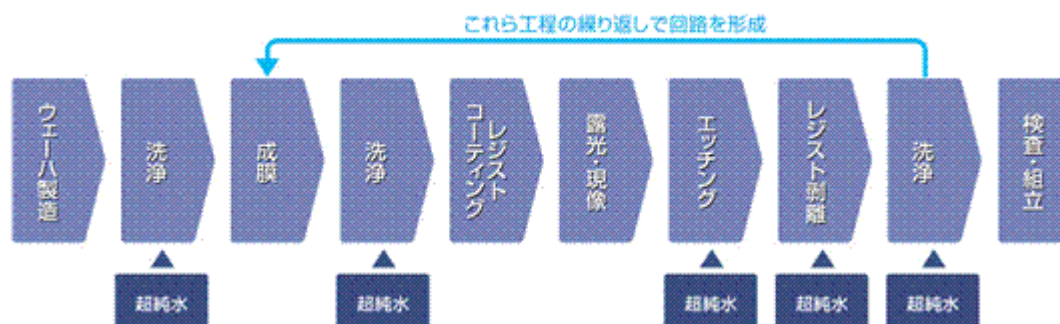 これら工程の繰り返しで回路を形成
ウェーハ製造
洗浄
成膜
洗浄
レジスト
コーティング
露光・現像
エッチング
レジスト剥離
洗浄
検査・組立
超純水
超純水
超純水
超純水
超純水